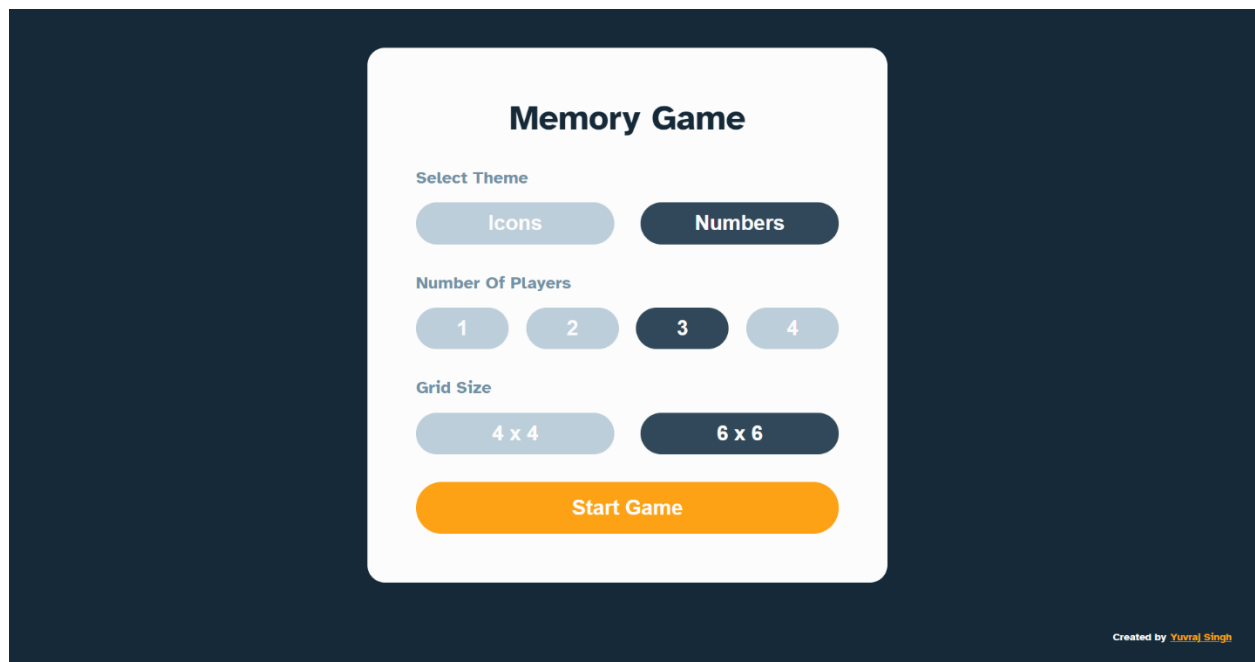 Memory Game
Select Theme
Icons Numbers
Number Of Players
1 2 3 4
Grid Size
4 x 4 6 x 6
Start Game
Created by Yuvraj Singh